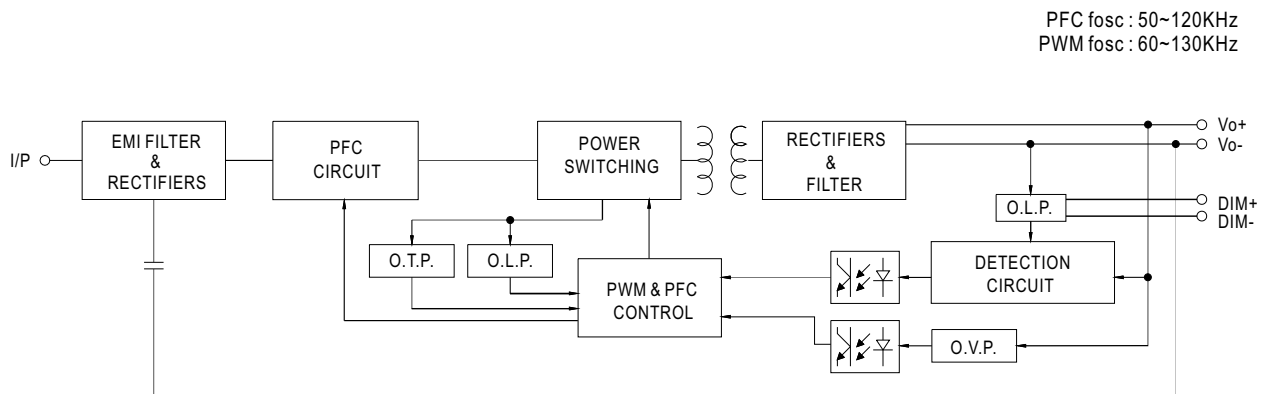 PFC fosc : 50~120KHz
PWM fosc : 60~130KHz
I/P
EMI FILTER
&
RECTIFIERS
PFC
CIRCUIT
POWER
SWITCHING
RECTIFIERS
&
FILTER
Vo+
Vo-
O.L.P.
DIM+
DIM-
O.T.P.
O.L.P.
PWM & PFC
CONTROL
DETECTION
CIRCUIT
O.V.P.